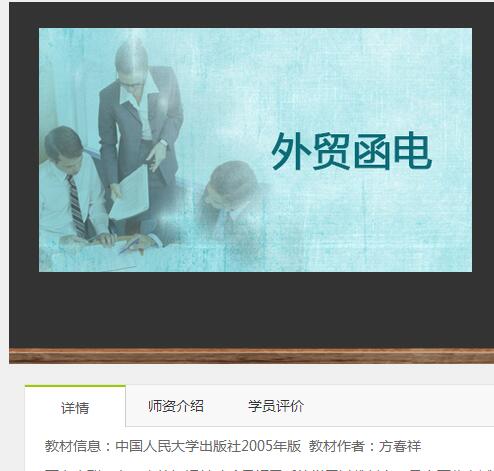 外贸函电
详情
师资介绍
学员评价
教材信息：中国人民大学出版社2005年版 教材作者：方春祥